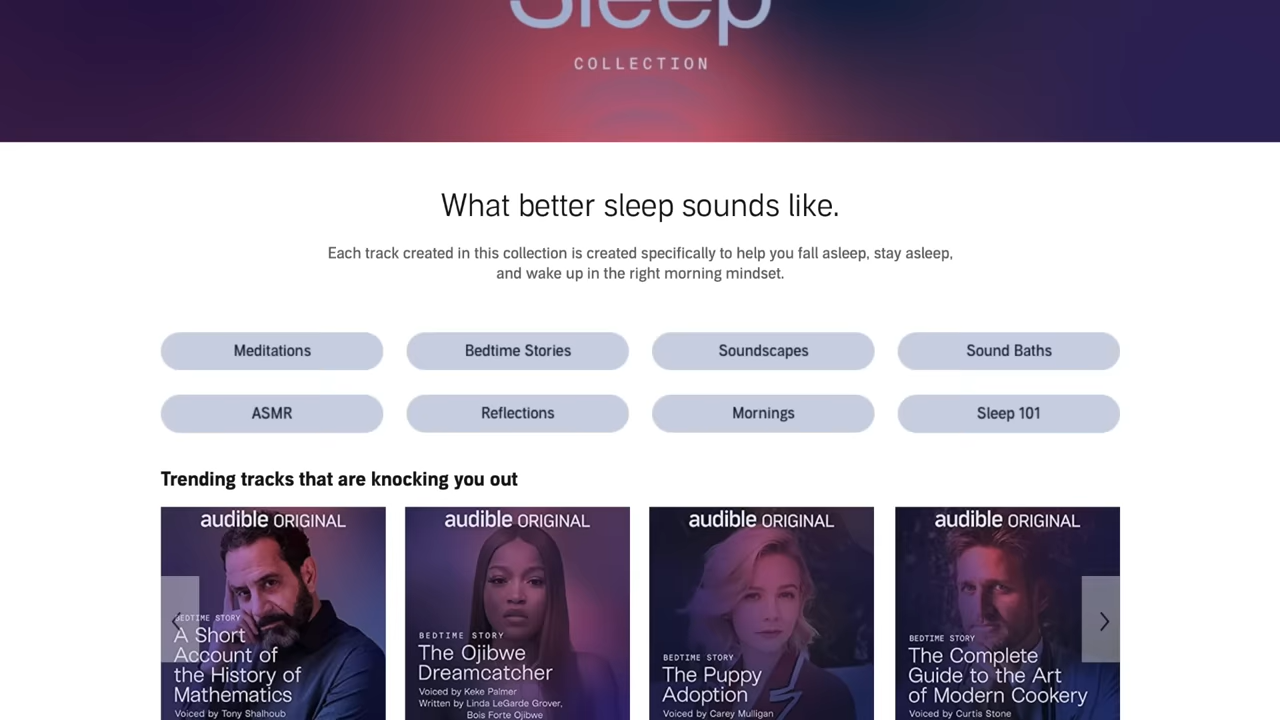 Sleep
COLLECTION
What better sleep sounds like.
Each track created in this collection is created specifically to help you fall asleep, stay asleep,
and wake up in the right morning mindset.
Meditations
Bedtime Stories
Soundscapes
Sound Baths
ASMR
Reflections
Mornings
Sleep 101
Trending tracks that are knocking you out
audible ORIGINAL
BEDTIME STORY
A Short
Account of
the History of
Mathematics
Voiced by Tony Shalhoub
audible ORIGINAL
BEDTIME STORY
The Ojibwe
Dreamcatcher
Voiced by Keke Palmer
Written by Linda LeGarde Grover,
Bois Forte Ojibwe
audible ORIGINAL
BEDTIME STORY
The Puppy
Adoption
Voiced by Carey Mulligan
audible ORIGINAL
BEDTIME STORY
The Complete
Guide to the Art
of Modern Cookery
Voiced by Curtis Stone